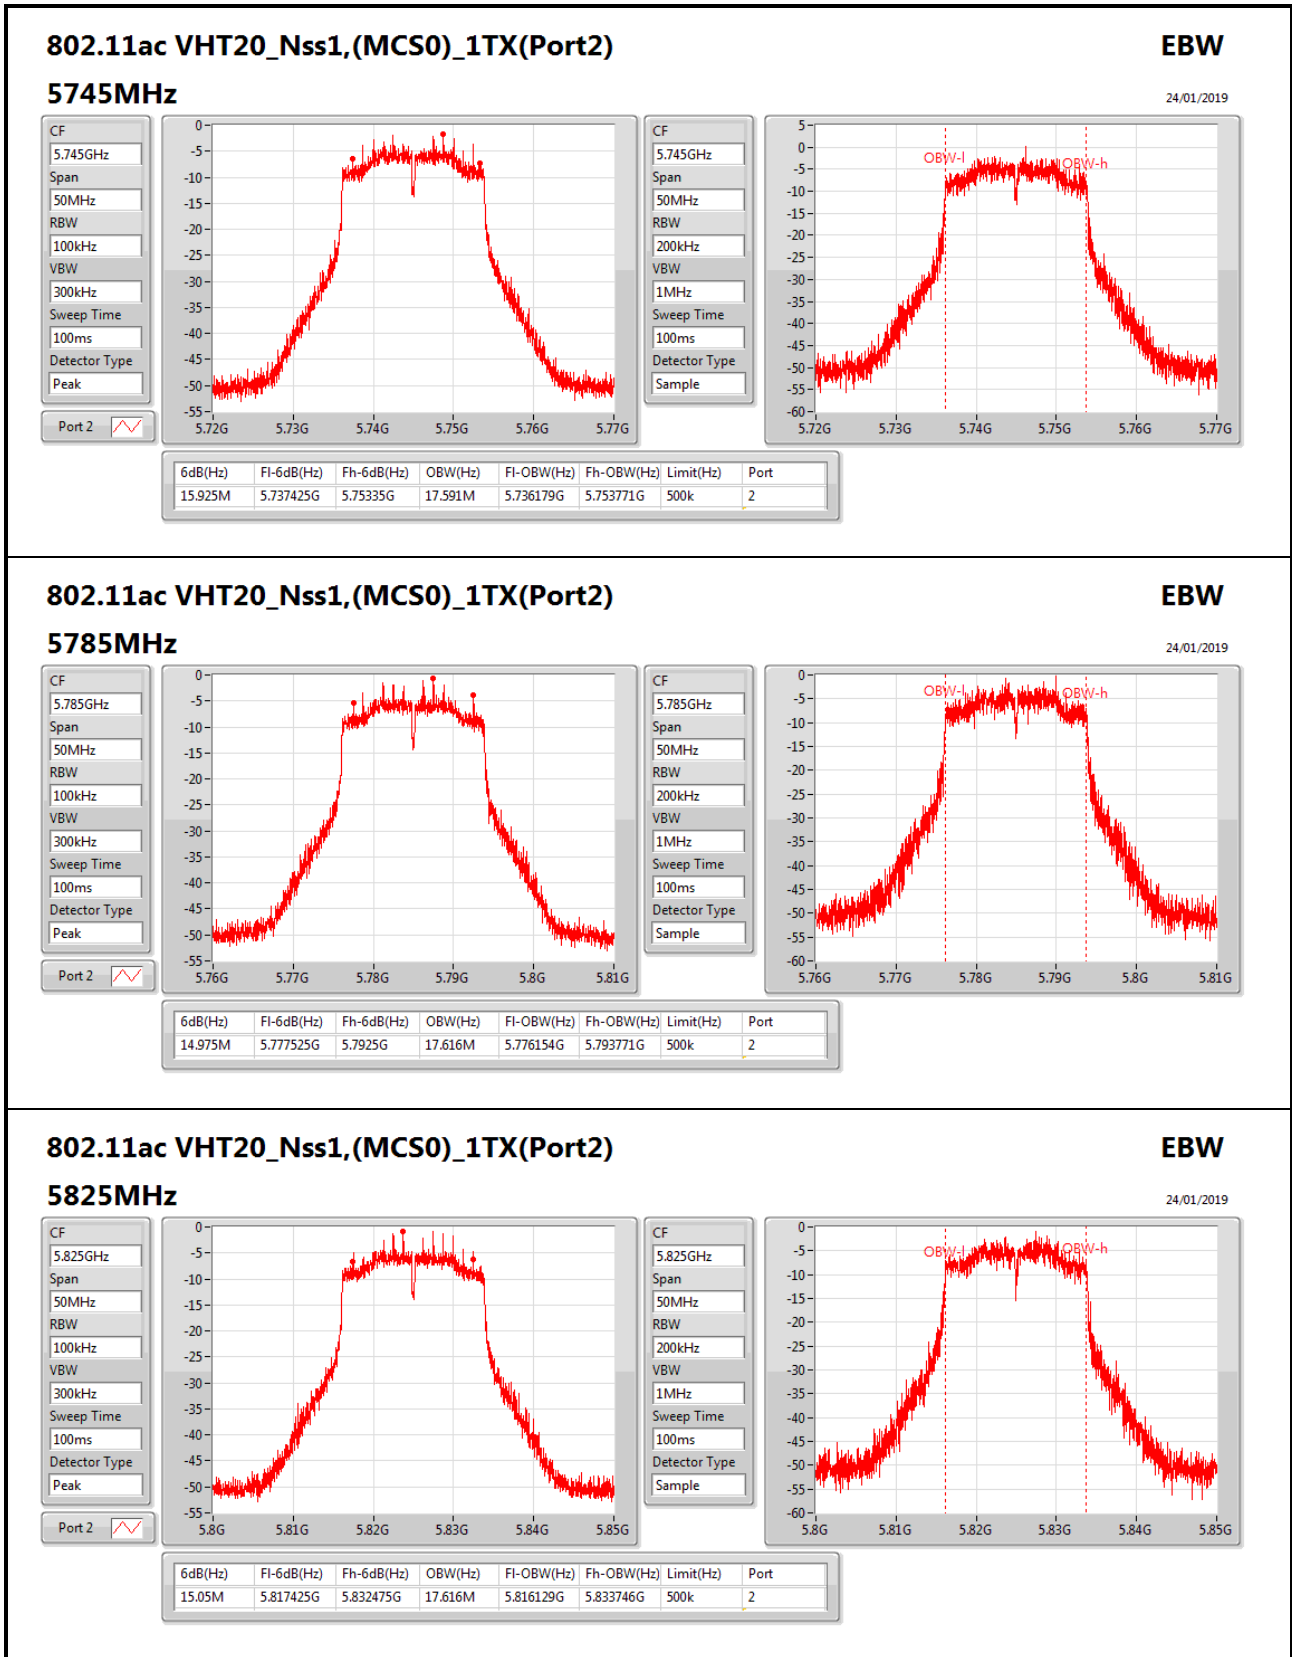 802.11ac VHT20_Nss1,(MCS0)_1TX(Port2) EBW
5745MHz 24/01/2019
CF
5.745GHz
Span
50MHz
RBW
100kHz
VBW
300kHz
Sweep Time
100ms
Detector Type
Peak
Port 2
0
-5
-10
-15
-20
-25
-30
-35
-40
-45
-50
-55
5.72G 5.73G 5.74G 5.75G 5.76G 5.77G
CF
5.745GHz
Span
50MHz
RBW
200kHz
VBW
1MHz
Sweep Time
100ms
Detector Type
Sample
5
0
-5
-10
-15
-20
-25
-30
-35
-40
-45
-50
-55
-60
OBW-l OBW-h
5.72G 5.73G 5.74G 5.75G 5.76G 5.77G
6dB(Hz) Fl-6dB(Hz) Fh-6dB(Hz) OBW(Hz) Fl-OBW(Hz) Fh-OBW(Hz) Limit(Hz) Port
15.925M 5.737425G 5.75335G 17.591M 5.736179G 5.753771G 500k 2
802.11ac VHT20_Nss1,(MCS0)_1TX(Port2) EBW
5785MHz 24/01/2019
CF
5.785GHz
Span
50MHz
RBW
100kHz
VBW
300kHz
Sweep Time
100ms
Detector Type
Peak
Port 2
0
-5
-10
-15
-20
-25
-30
-35
-40
-45
-50
-55
5.76G 5.77G 5.78G 5.79G 5.8G 5.81G
CF
5.785GHz
Span
50MHz
RBW
200kHz
VBW
1MHz
Sweep Time
100ms
Detector Type
Sample
0
-5
-10
-15
-20
-25
-30
-35
-40
-45
-50
-55
-60
OBW-l OBW-h
5.76G 5.77G 5.78G 5.79G 5.8G 5.81G
6dB(Hz) Fl-6dB(Hz) Fh-6dB(Hz) OBW(Hz) Fl-OBW(Hz) Fh-OBW(Hz) Limit(Hz) Port
14.975M 5.777525G 5.7925G 17.616M 5.776154G 5.793771G 500k 2
802.11ac VHT20_Nss1,(MCS0)_1TX(Port2) EBW
5825MHz 24/01/2019
CF
5.825GHz
Span
50MHz
RBW
100kHz
VBW
300kHz
Sweep Time
100ms
Detector Type
Peak
Port 2
0
-5
-10
-15
-20
-25
-30
-35
-40
-45
-50
-55
5.8G 5.81G 5.82G 5.83G 5.84G 5.85G
CF
5.825GHz
Span
50MHz
RBW
200kHz
VBW
1MHz
Sweep Time
100ms
Detector Type
Sample
0
-5
-10
-15
-20
-25
-30
-35
-40
-45
-50
-55
-60
OBW-l OBW-h
5.8G 5.81G 5.82G 5.83G 5.84G 5.85G
6dB(Hz) Fl-6dB(Hz) Fh-6dB(Hz) OBW(Hz) Fl-OBW(Hz) Fh-OBW(Hz) Limit(Hz) Port
15.05M 5.817425G 5.832475G 17.616M 5.816129G 5.833746G 500k 2